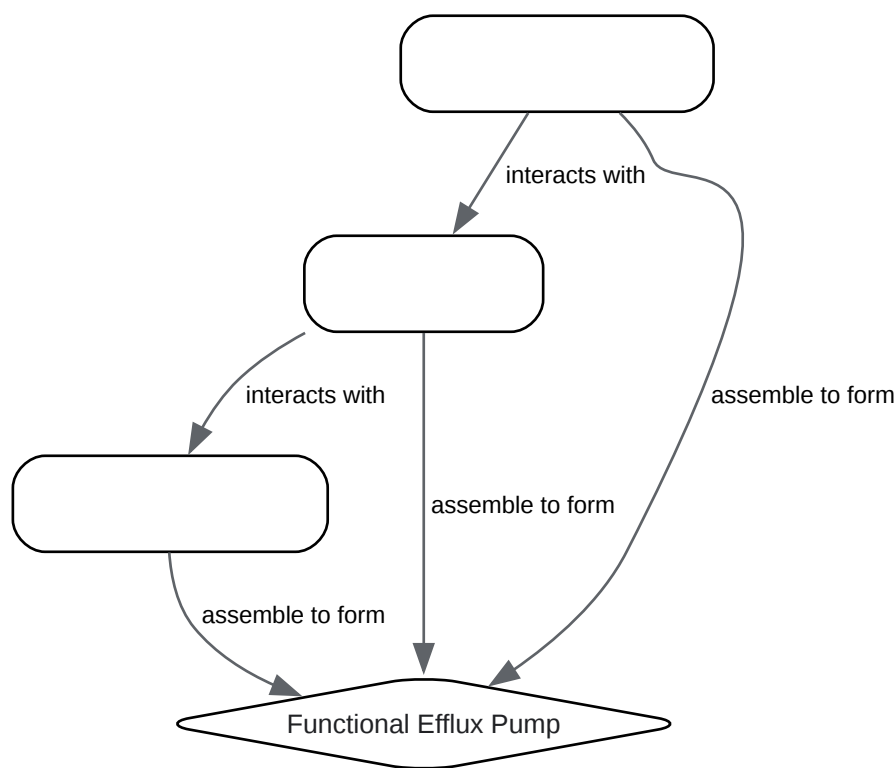 interacts with
interacts with
assemble to form
assemble to form
assemble to form
Functional Efflux Pump